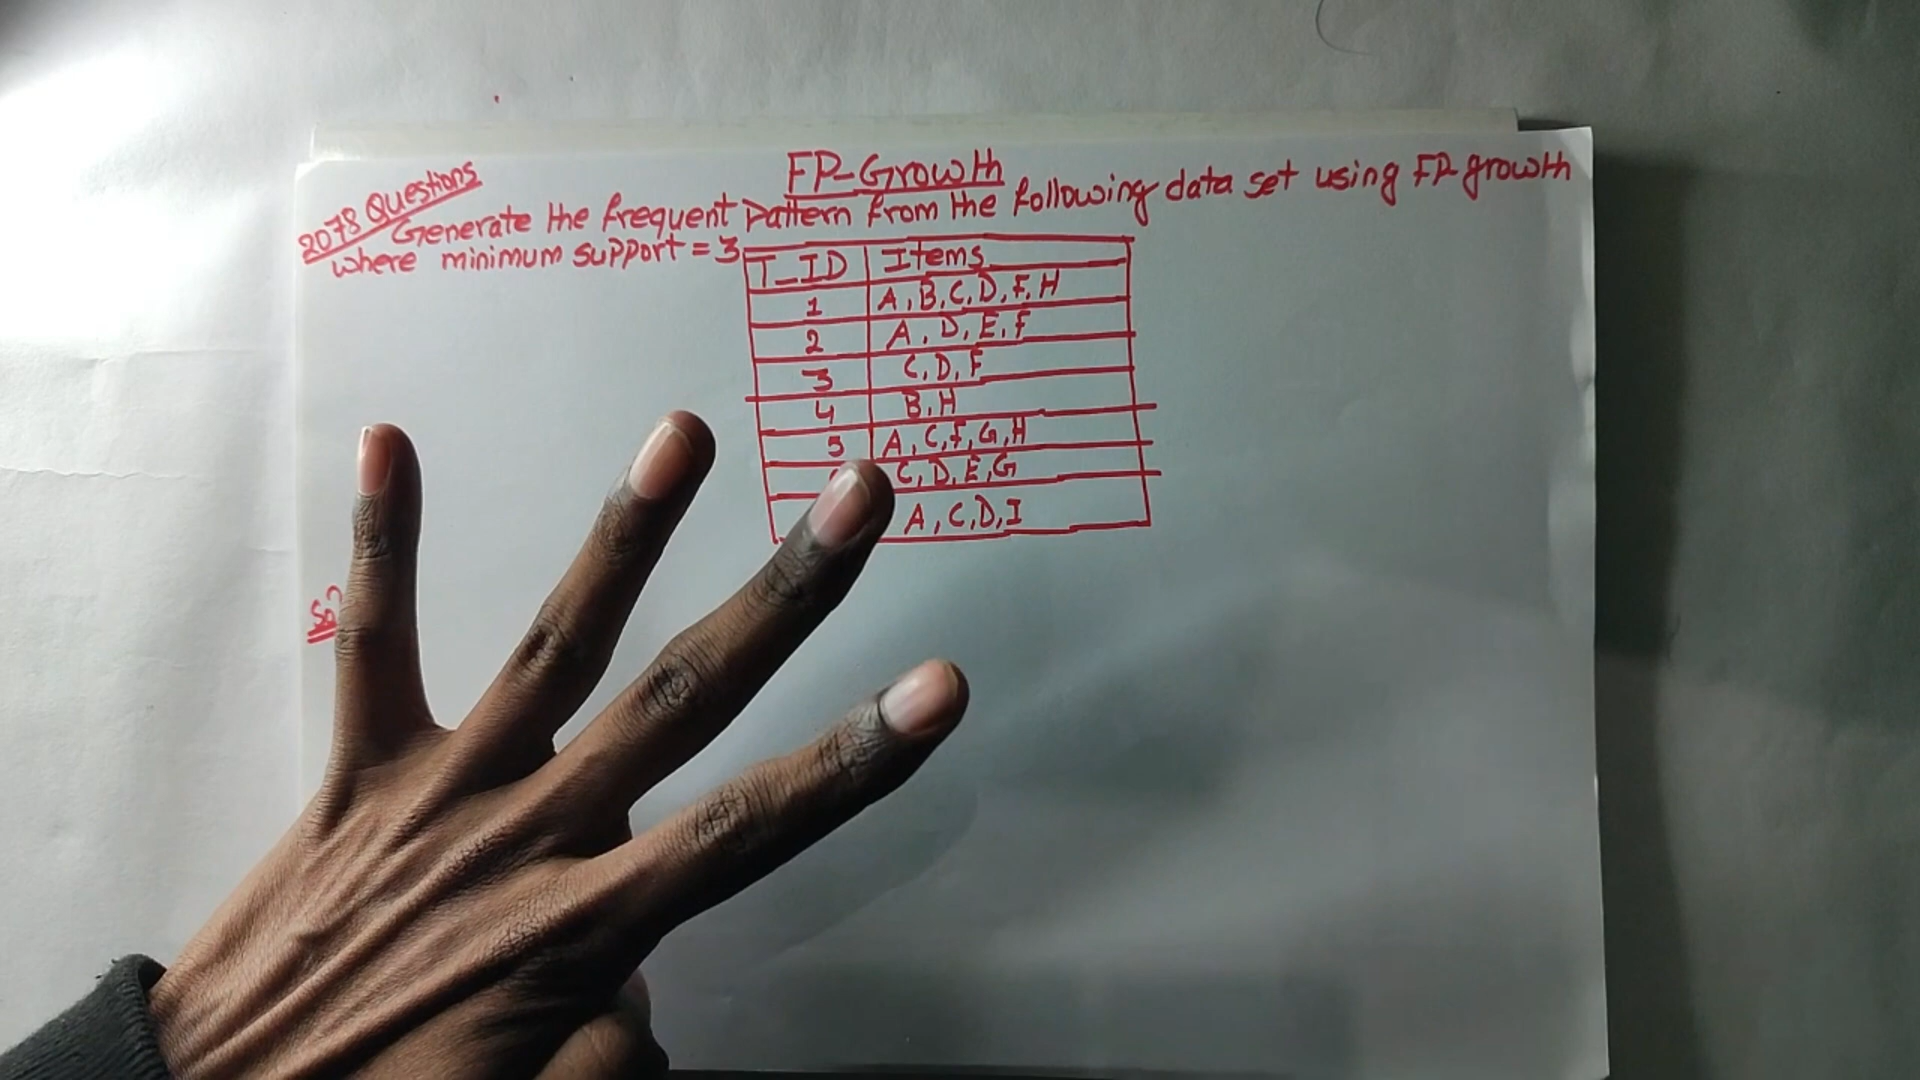 FP-Growth
2078 Questions
Generate the frequent pattern from the following data set using FP growth
where minimum support = 3
T_ID Items
1 A, B, C, D, F, H
2 A, D, E, F
3 C, D, F
4 B, H
5 A, C, F, G, H
C, D, E, G
A, C, D, I